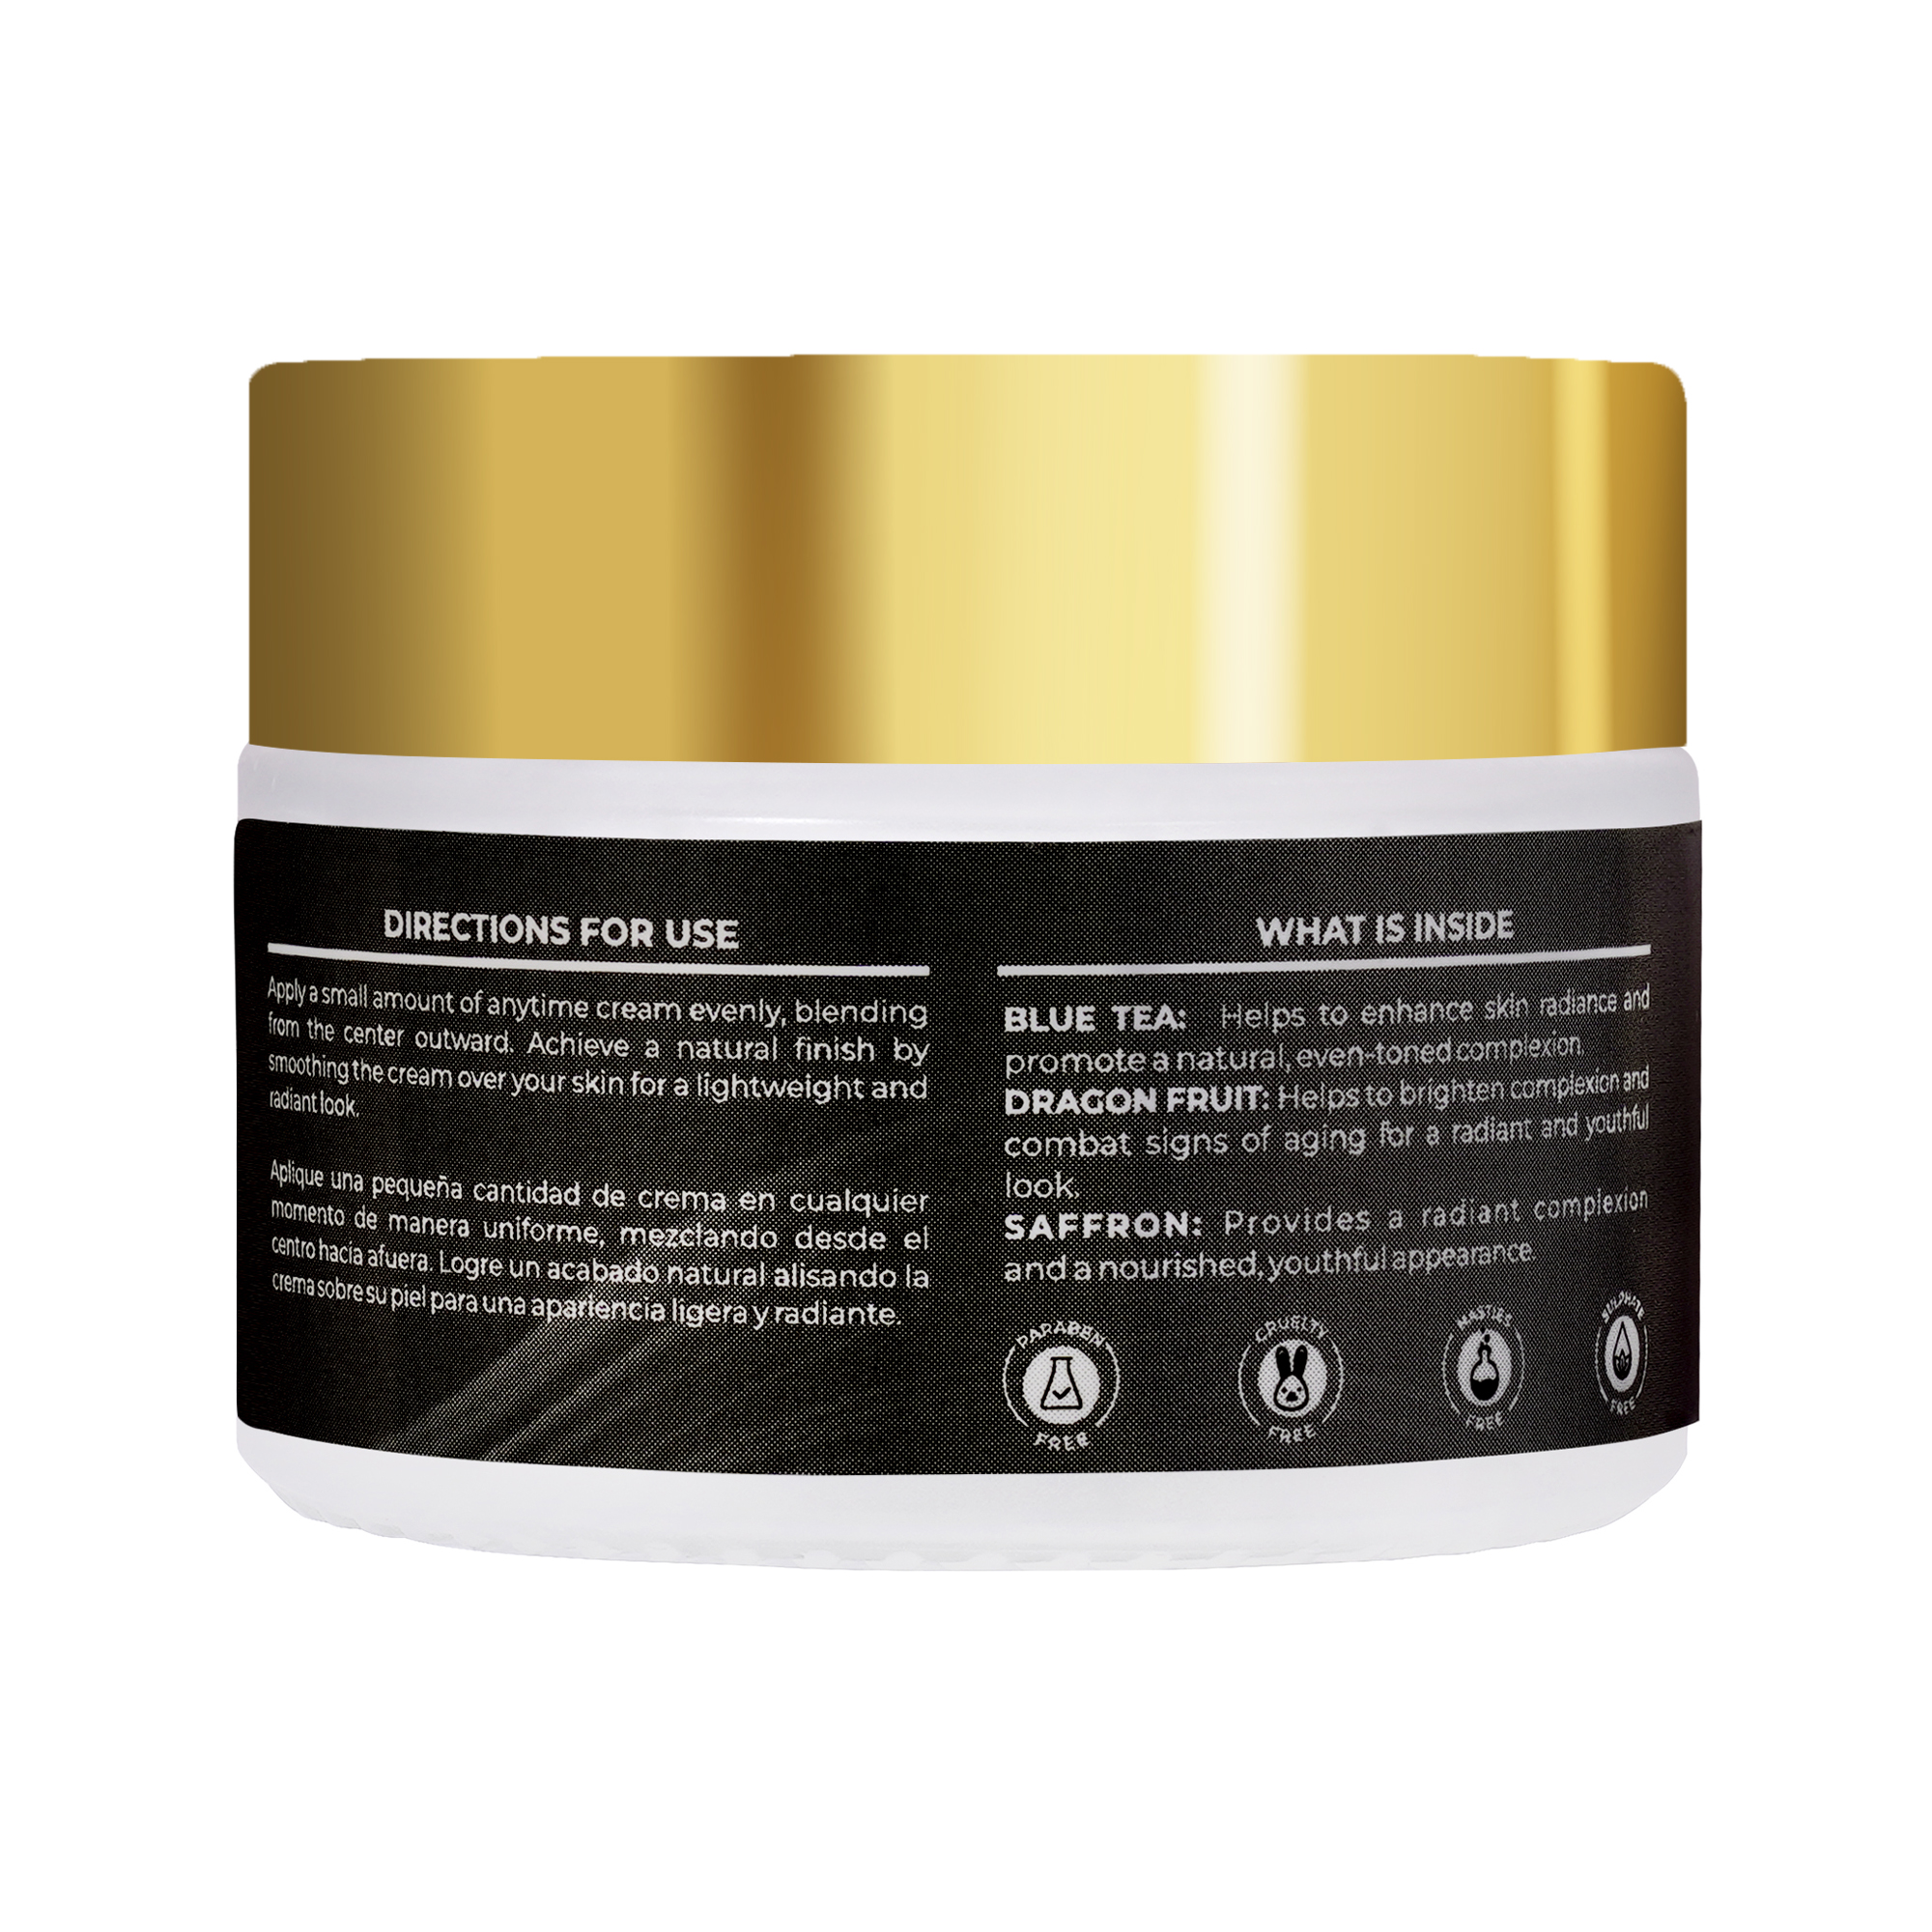 DIRECTIONS FOR USE
Apply a small amount of anytime cream evenly, blending
from the center outward. Achieve a natural finish by
smoothing the cream over your skin for a lightweight and
radiant look.
Aplique una pequeña cantidad de crema en cualquier
momento de manera uniforme, mezclando desde el
centro hacia afuera. Logre un acabado natural alisando la
crema sobre su piel para una apariencia ligera y radiante.
WHAT IS INSIDE
BLUE TEA: Helps to enhance skin radiance and
promote a natural, even-toned complexion.
DRAGON FRUIT: Helps to brighten complexion and
combat signs of aging for a radiant and youthful
look.
SAFFRON: Provides a radiant complexion
and a nourished, youthful appearance.
PARABEN
FREE
CRUELTY
FREE
NASTIES
FREE
SULPHATE
FREE